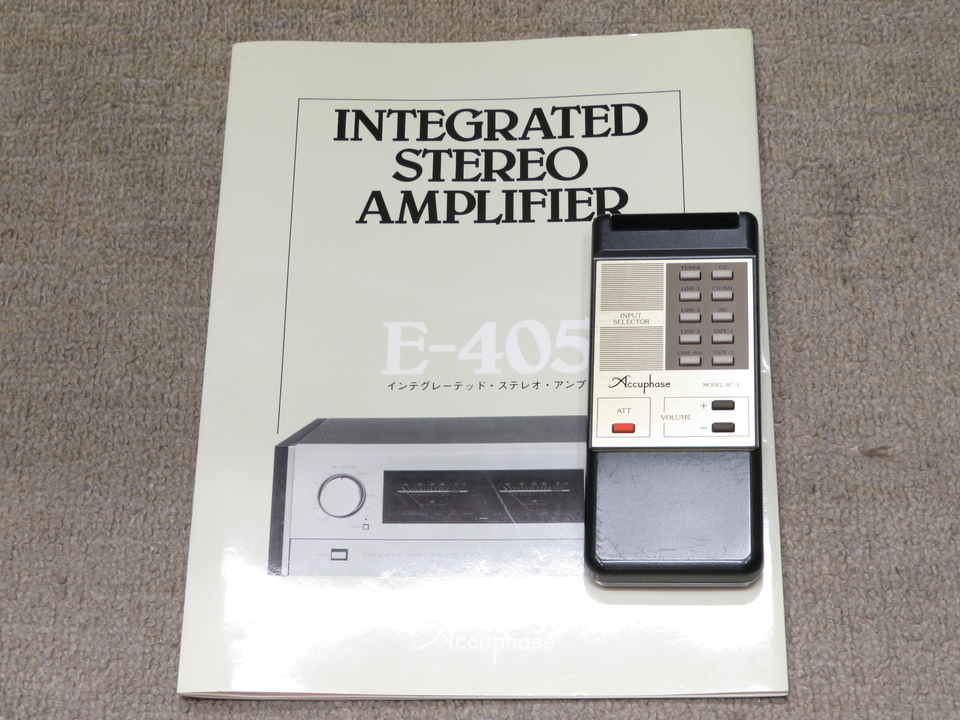 INTEGRATED
STEREO
AMPLIFIER
E-405
インテグレーテッド・ステレオ・アンプ
Accuphase
TUNER CD
LINE-1 CD-BAL
LINE-2 AD
LINE-3 TAPE-1
LINE-BAL TAPE-2
INPUT
SELECTOR
Accuphase MODEL RC-3
ATT
VOLUME
+
−